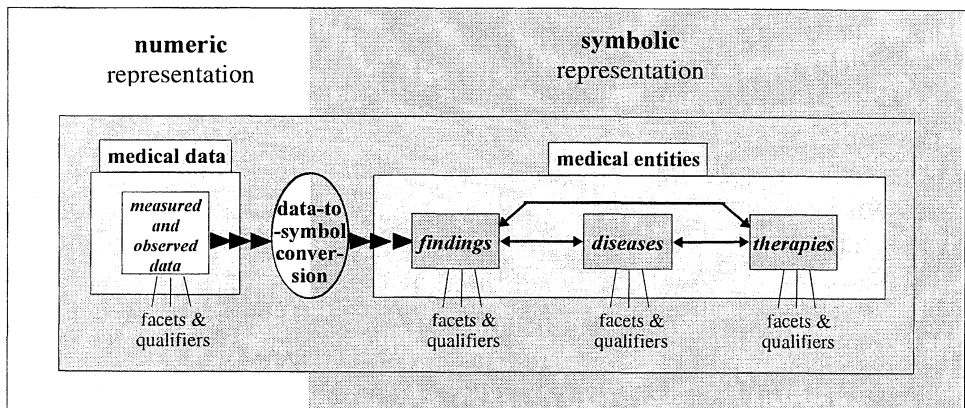 numeric
representation
symbolic
representation
medical data
medical entities
measured
and
observed
data
data-to
-symbol
conver-
sion
findings
diseases
therapies
facets &
qualifiers
facets &
qualifiers
facets &
qualifiers
facets &
qualifiers